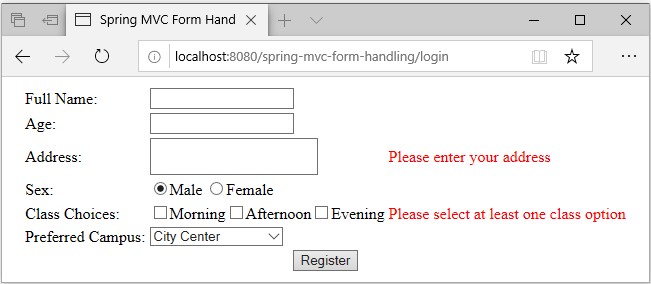 Spring MVC Form Hand
localhost:8080/spring-mvc-form-handling/login
Full Name:
Age:
Address: Please enter your address
Sex: Male Female
Class Choices: Morning Afternoon Evening Please select at least one class option
Preferred Campus: City Center
Register